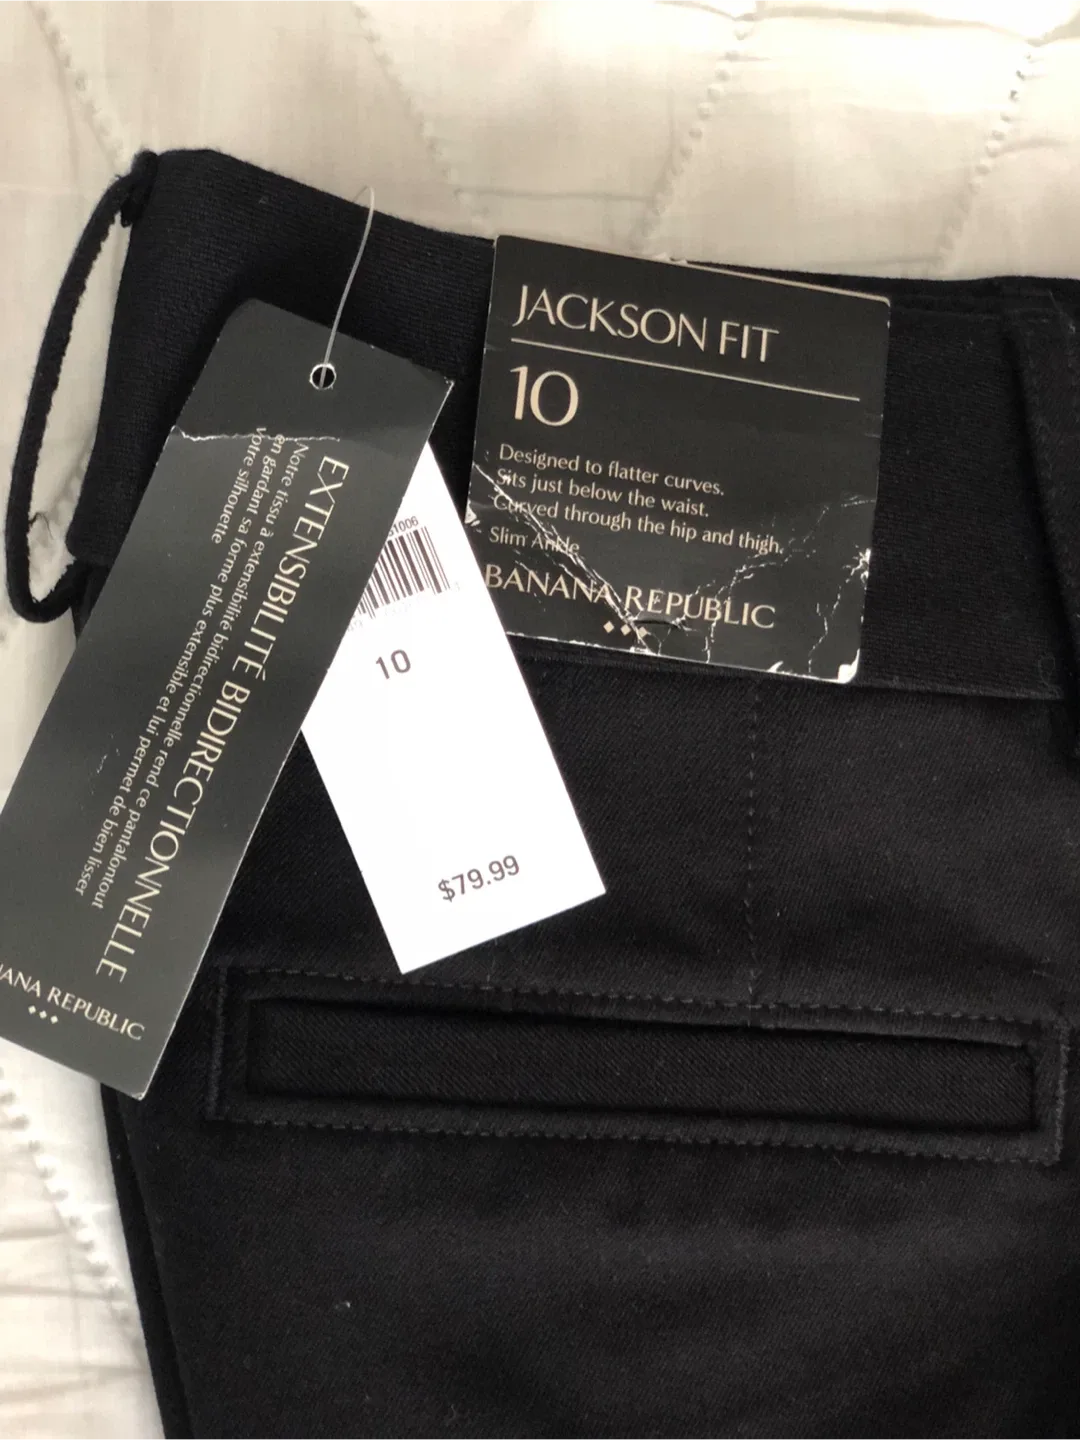 JACKSON FIT
10
Designed to flatter curves.
Sits just below the waist.
Curved through the hip and thigh.
Slim Ankle
BANANA REPUBLIC
EXTENSIBILITÉ BIDIRECTIONNELLE
Notre tissu à extensibilité bidirectionnelle rend ce pantalontout
en gardant sa forme plus extensible et lui permet de bien lisser
votre silhouette
ANA REPUBLIC
1006
10
$79.99